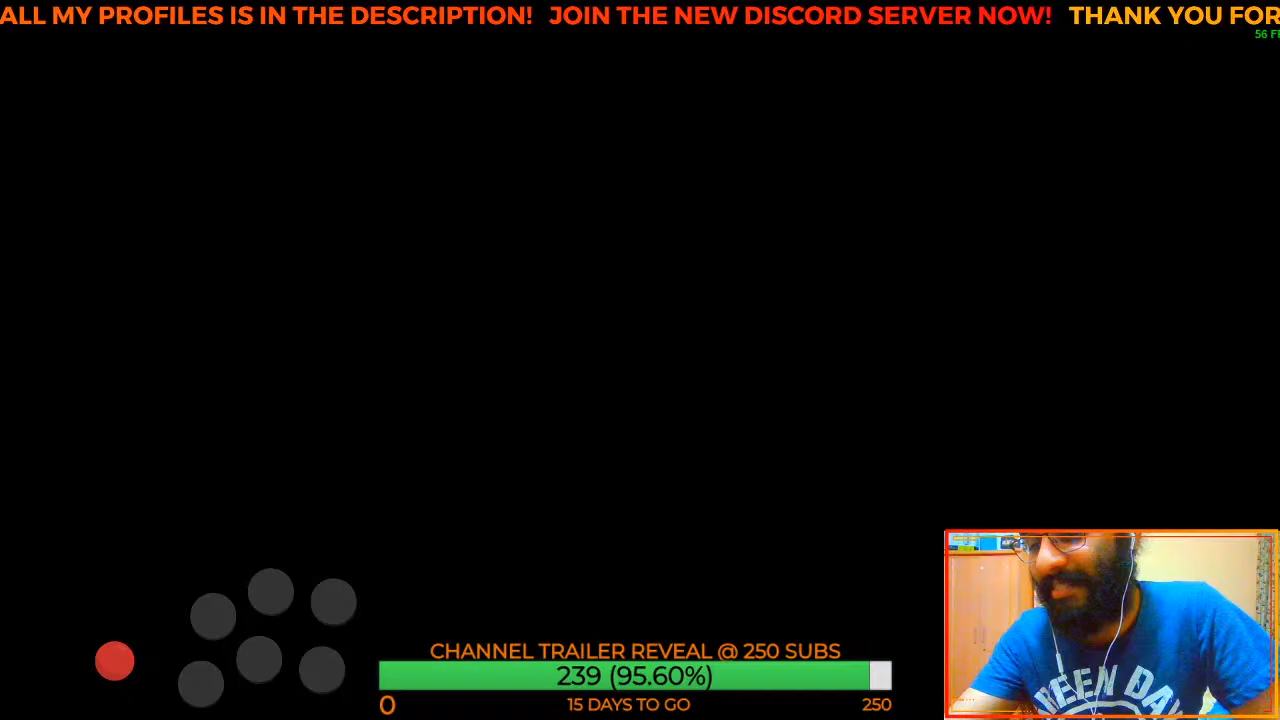 ALL MY PROFILES IS IN THE DESCRIPTION! JOIN THE NEW DISCORD SERVER NOW! THANK YOU FOR
56
CHANNEL TRAILER REVEAL @ 250 SUBS
239 (95.60%)
0 15 DAYS TO GO 250